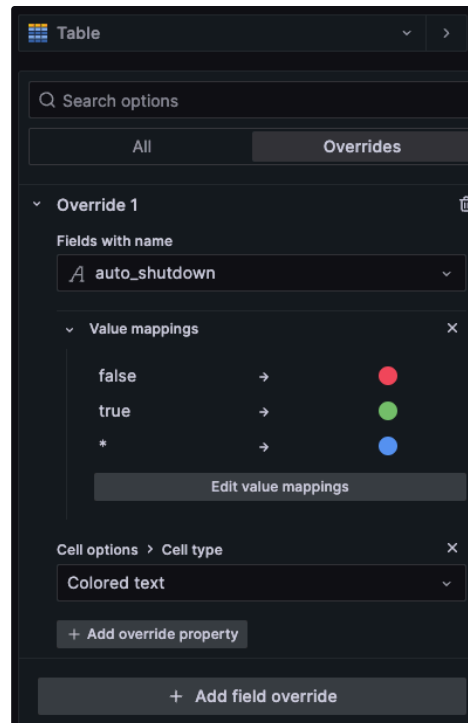 Table
Search options
All Overrides
Override 1
Fields with name
A auto_shutdown
Value mappings
false →
true →
* →
Edit value mappings
Cell options > Cell type
Colored text
+ Add override property
+ Add field override